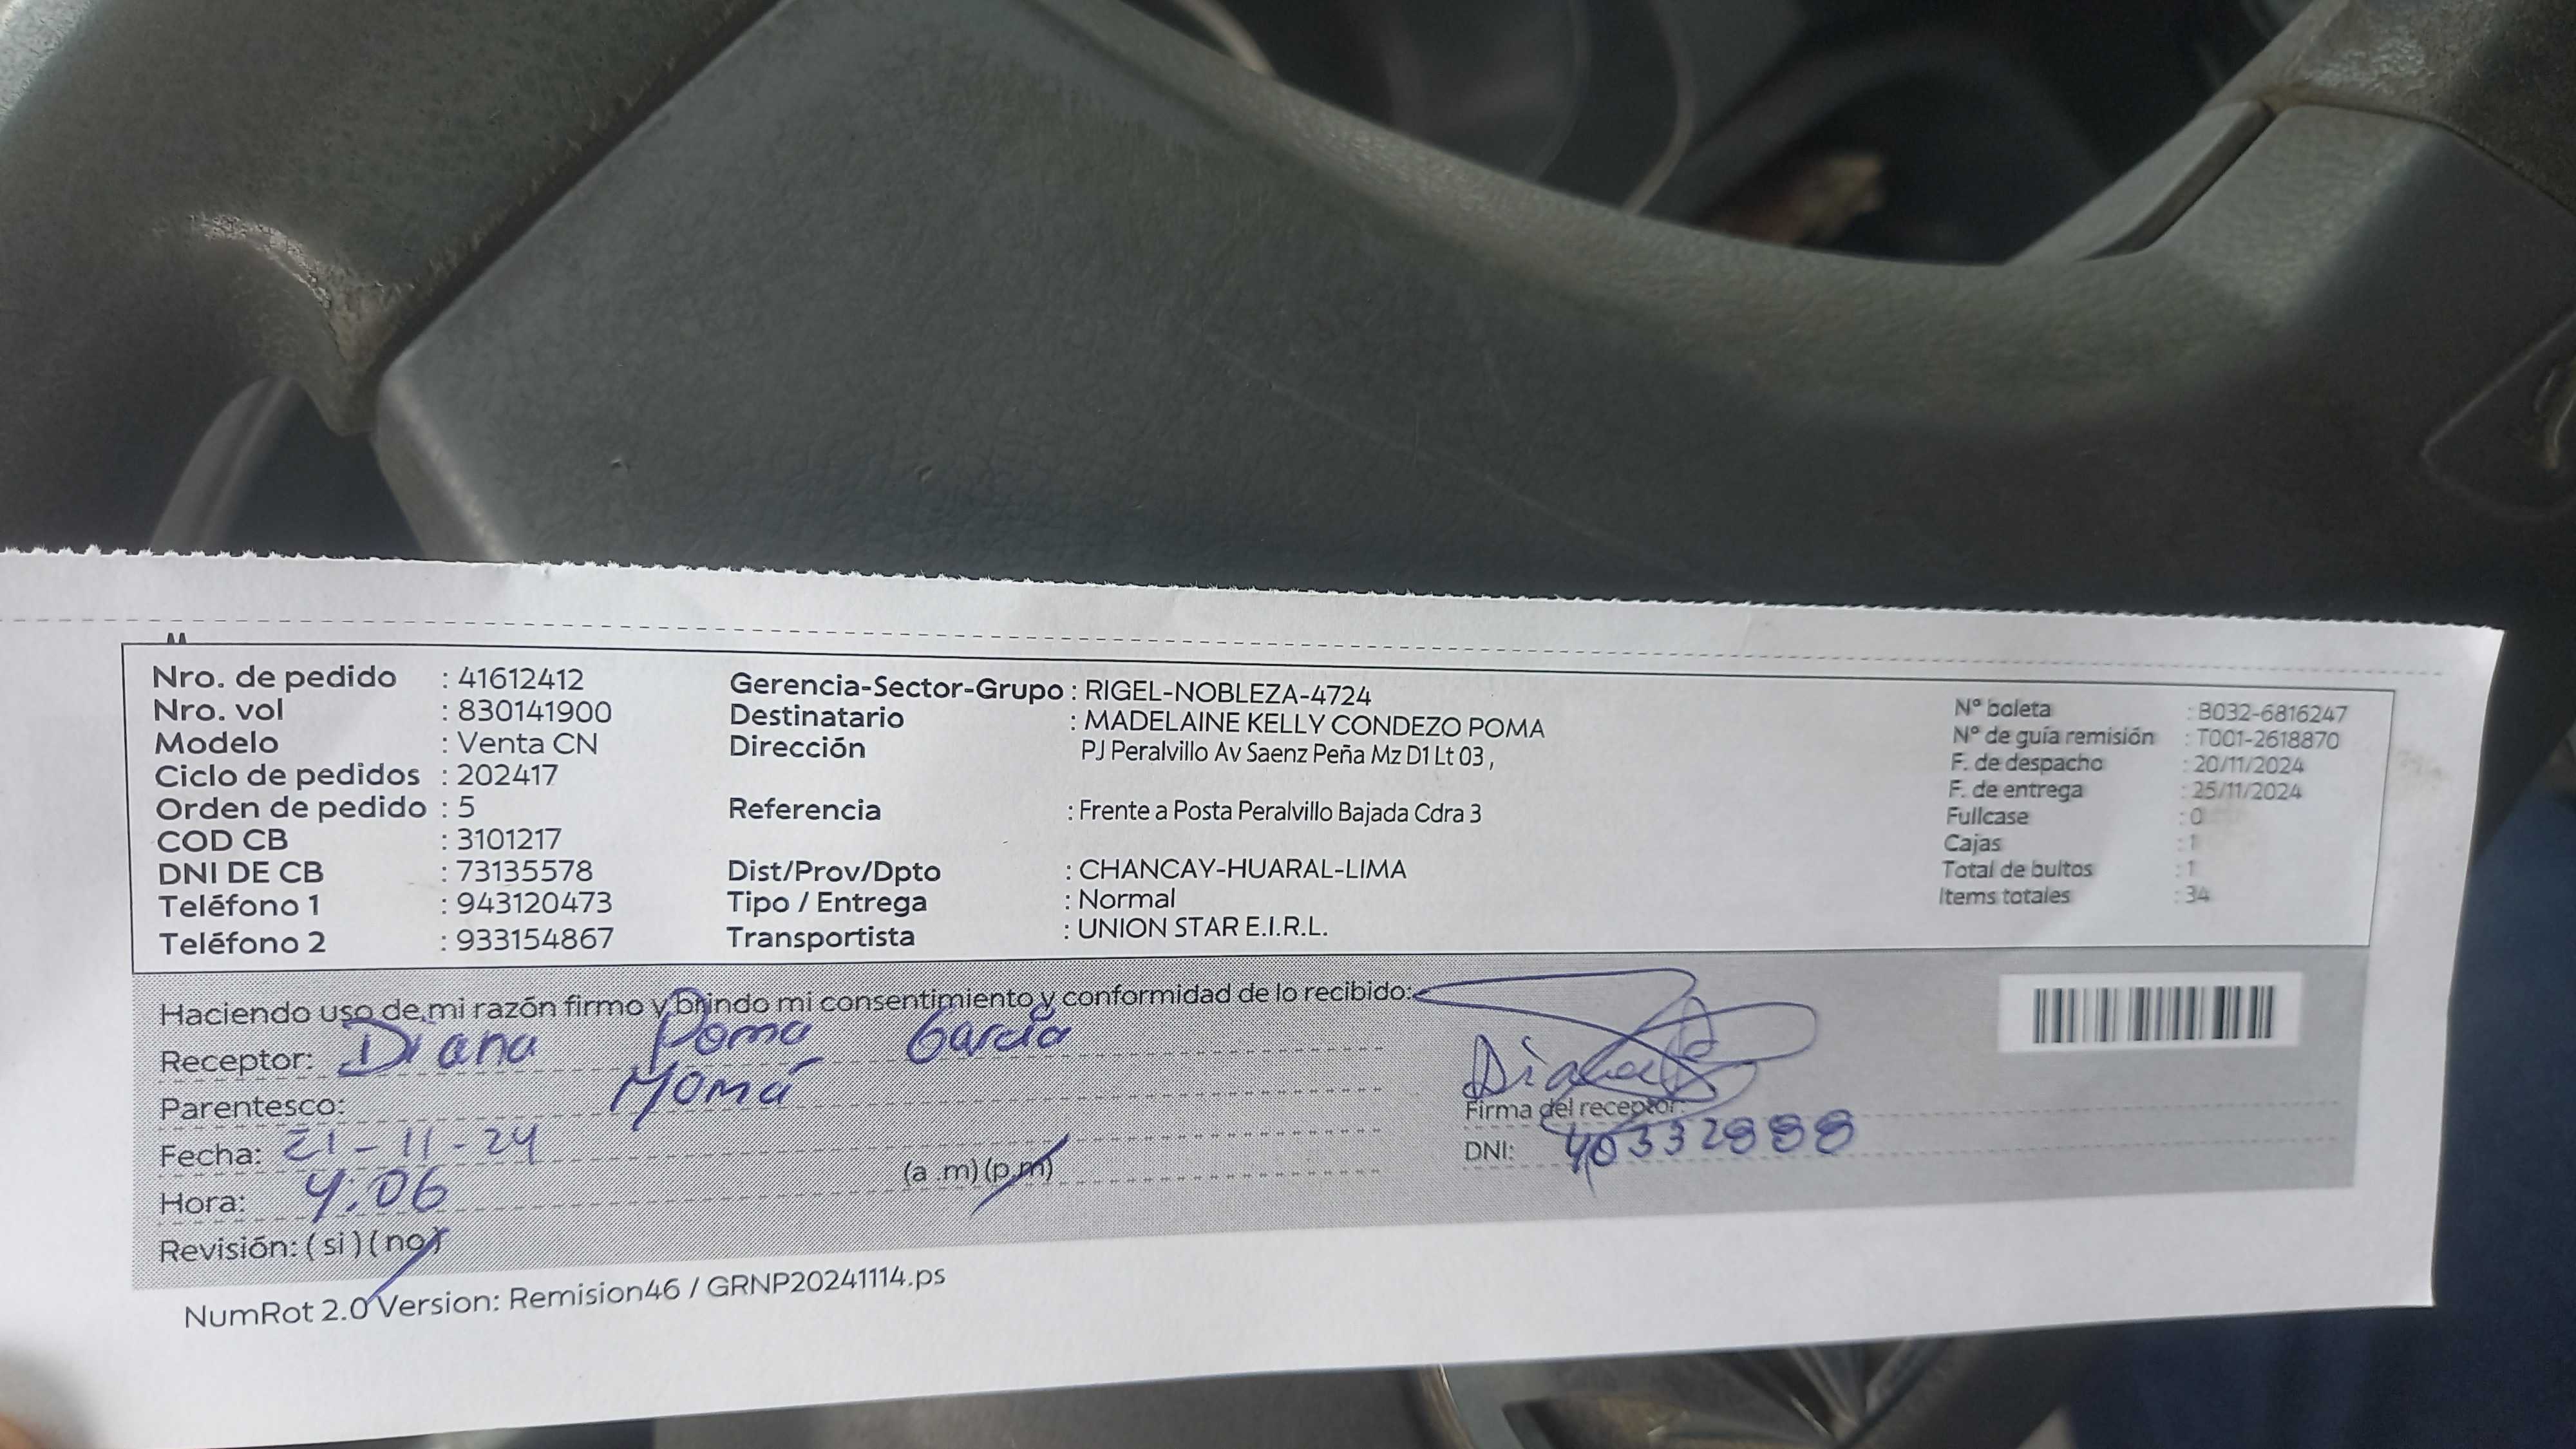 Nro. de pedido : 41612412
Nro. vol : 830141900
Modelo : Venta CN
Ciclo de pedidos : 202417
Orden de pedido : 5
COD CB : 3101217
DNI DE CB : 73135578
Teléfono 1 : 943120473
Teléfono 2 : 933154867
Gerencia-Sector-Grupo : RIGEL-NOBLEZA-4724
Destinatario : MADELAINE KELLY CONDEZO POMA
Dirección PJ Peralvillo Av Saenz Peña Mz D1 Lt 03 ,
Referencia : Frente a Posta Peralvillo Bajada Cdra 3
Dist/Prov/Dpto : CHANCAY-HUARAL-LIMA
Tipo / Entrega : Normal
Transportista : UNION STAR E.I.R.L.
N° boleta : B032-6816247
N° de guía remisión : T001-2618870
F. de despacho : 20/11/2024
F. de entrega : 25/11/2024
Fullcase : 0
Cajas : 1
Total de bultos : 1
Items totales : 34
Haciendo uso de mi razón firmo y brindo mi consentimiento y conformidad de lo recibido:
Receptor: Diana Poma Garcia
Parentesco: Mamá
Fecha: 21-11-24
Hora: 4:06 (a .m) (p.m)
Revisión: ( si ) ( no )
Diana
Firma del receptor:
DNI: 40332888
NumRot 2.0 Version: Remision46 / GRNP20241114.ps